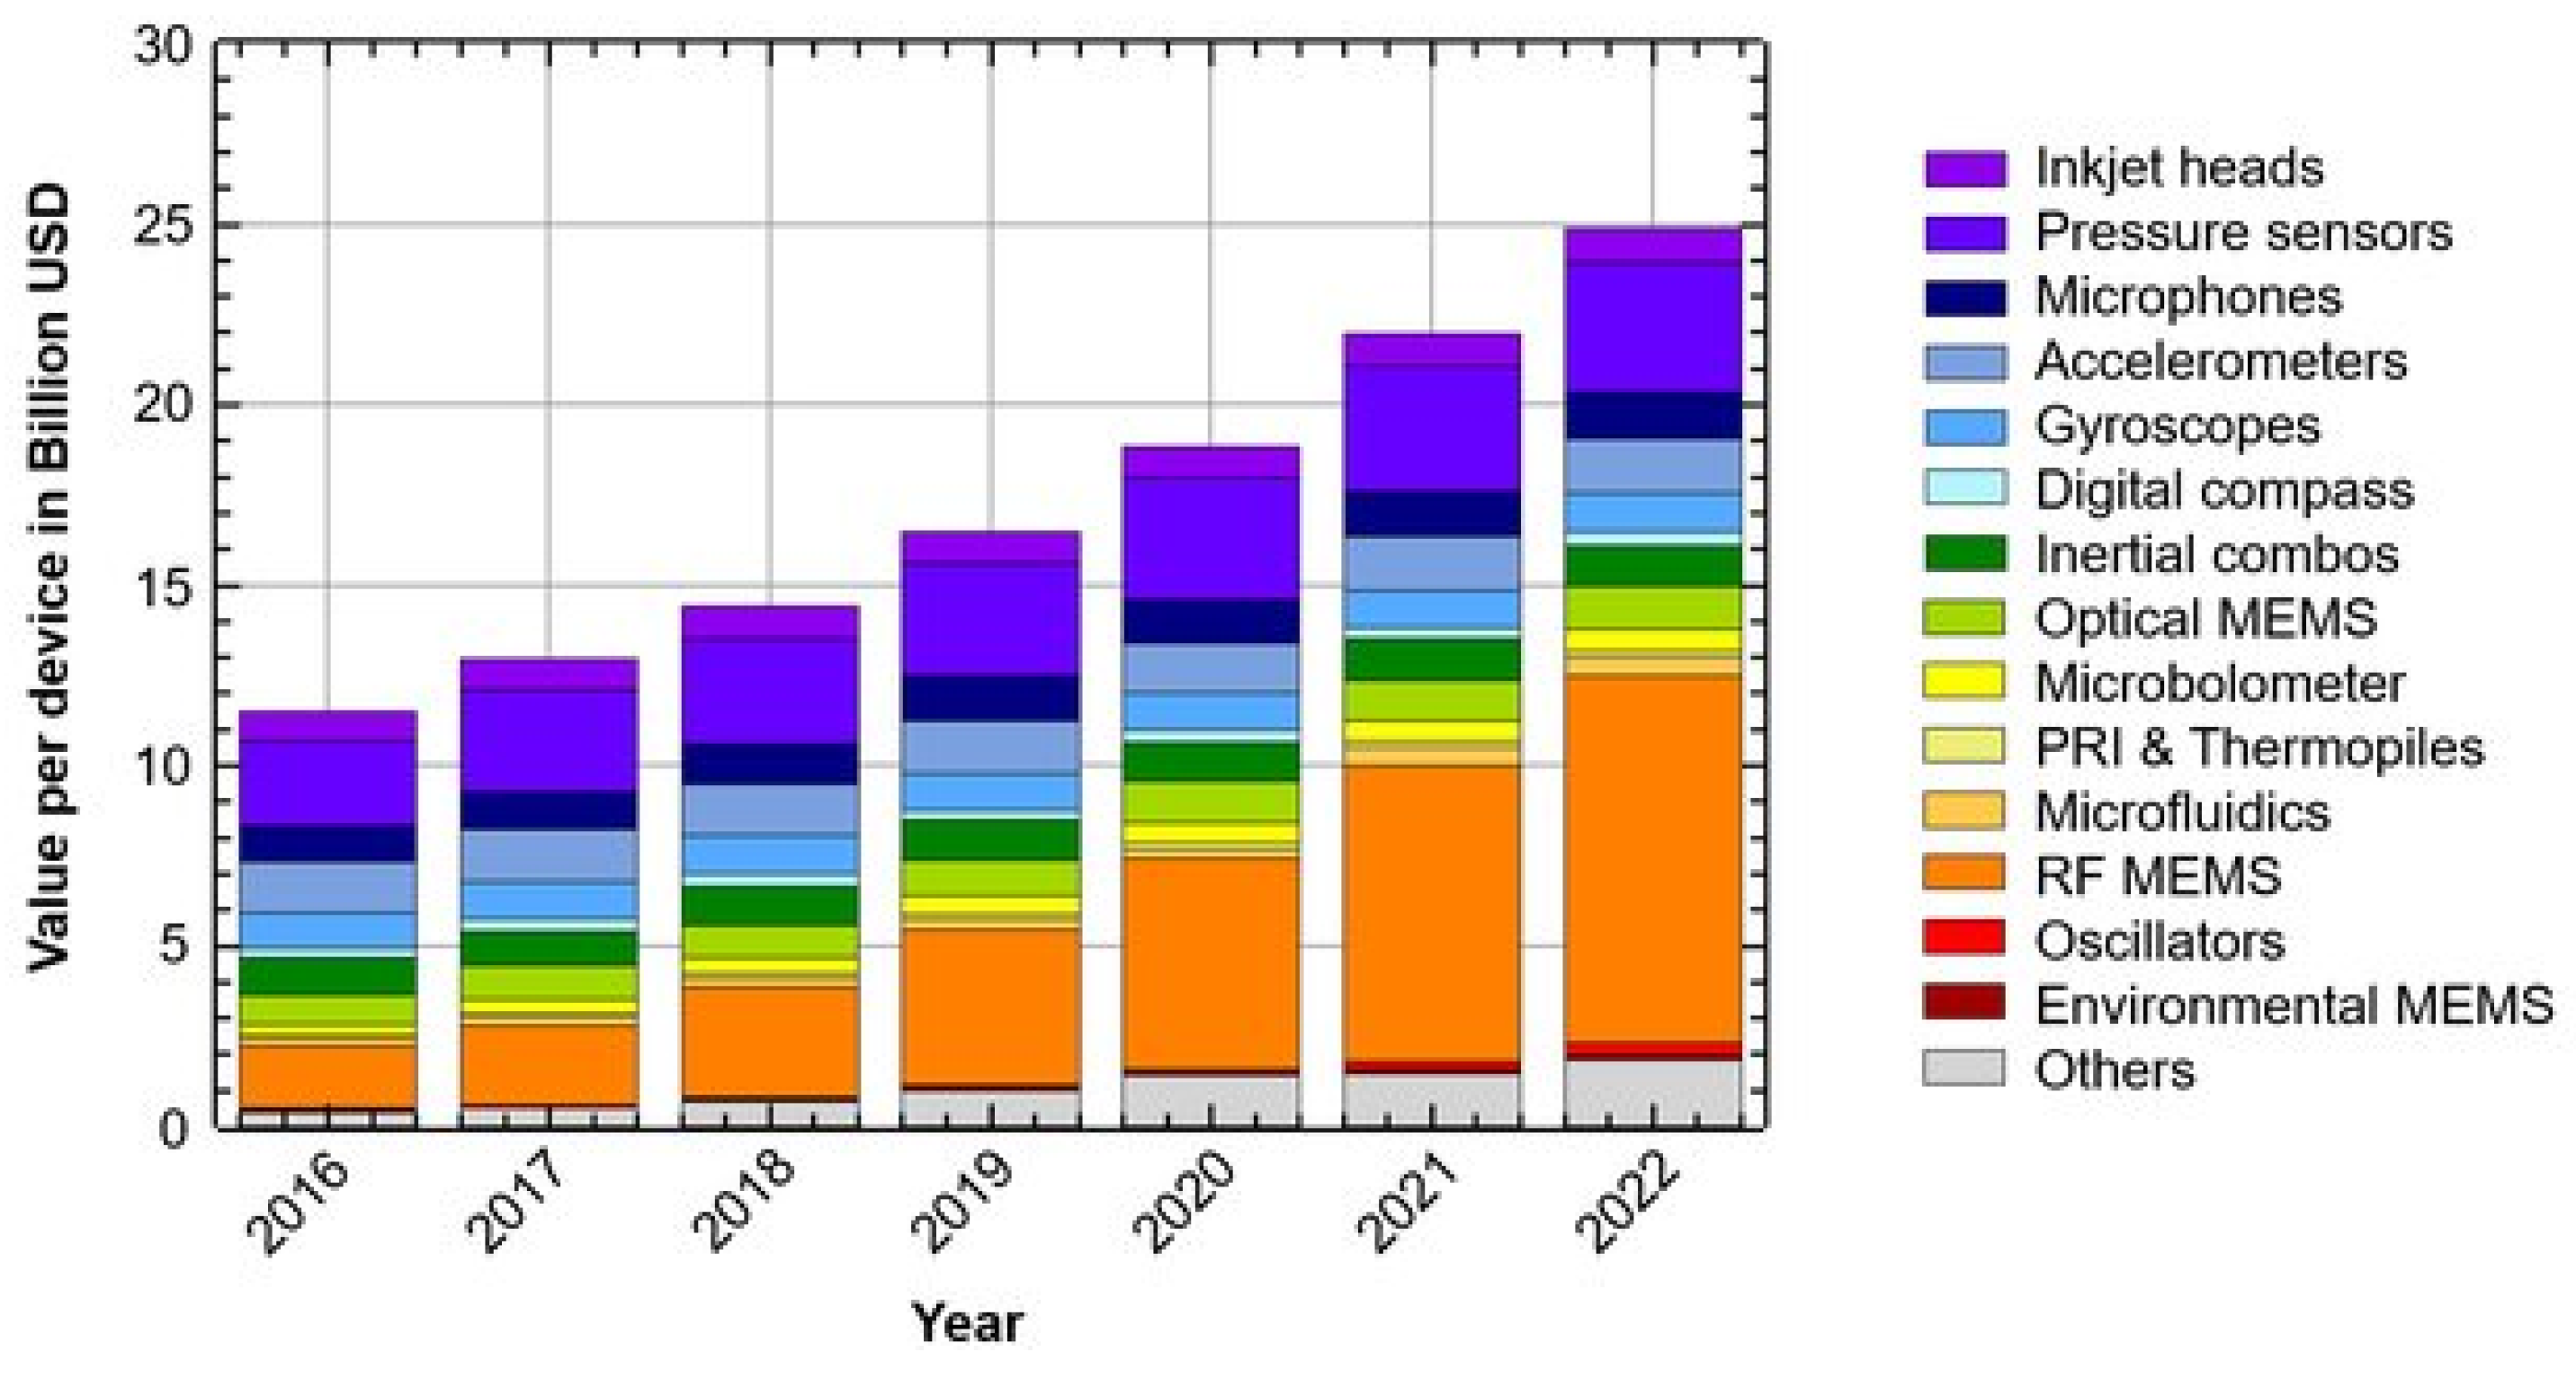 Value per device in Billion USD
30
25
20
15
10
5
0
2016
2017
2018
2019
2020
2021
2022
Year
Inkjet heads
Pressure sensors
Microphones
Accelerometers
Gyroscopes
Digital compass
Inertial combos
Optical MEMS
Microbolometer
PRI & Thermopiles
Microfluidics
RF MEMS
Oscillators
Environmental MEMS
Others